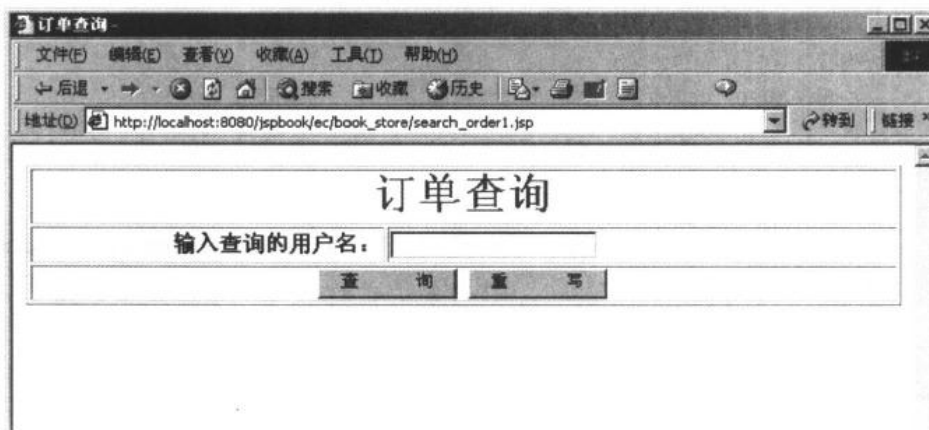 订单查询 -
文件(F) 编辑(E) 查看(V) 收藏(A) 工具(T) 帮助(H)
后退 搜索 收藏 历史
地址(D) http://localhost:8080/jspbook/ec/book_store/search_order1.jsp 转到 链接 »
订单查询
输入查询的用户名：
查 询 重 写